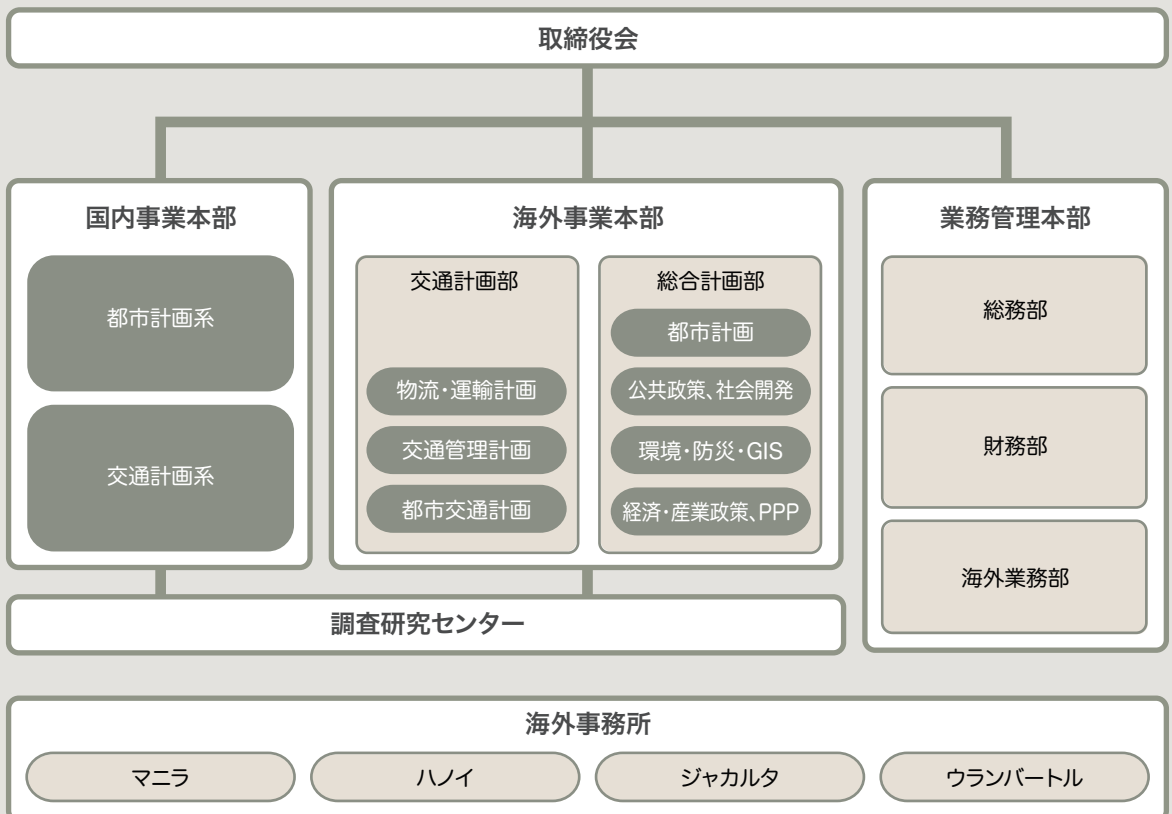 取締役会
国内事業本部
都市計画系
交通計画系
海外事業本部
交通計画部
物流・運輸計画
交通管理計画
都市交通計画
総合計画部
都市計画
公共政策、社会開発
環境・防災・GIS
経済・産業政策、PPP
業務管理本部
総務部
財務部
海外業務部
調査研究センター
海外事務所
マニラ
ハノイ
ジャカルタ
ウランバートル